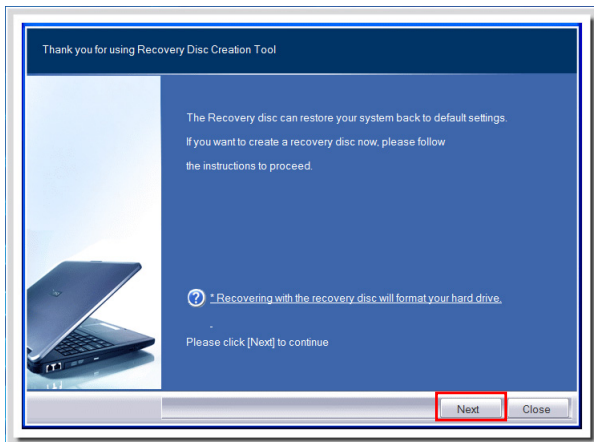 Thank you for using Recovery Disc Creation Tool
The Recovery disc can restore your system back to default settings.
If you want to create a recovery disc now, please follow
the instructions to proceed.
* Recovering with the recovery disc will format your hard drive.
.
Please click [Next] to continue
Next Close